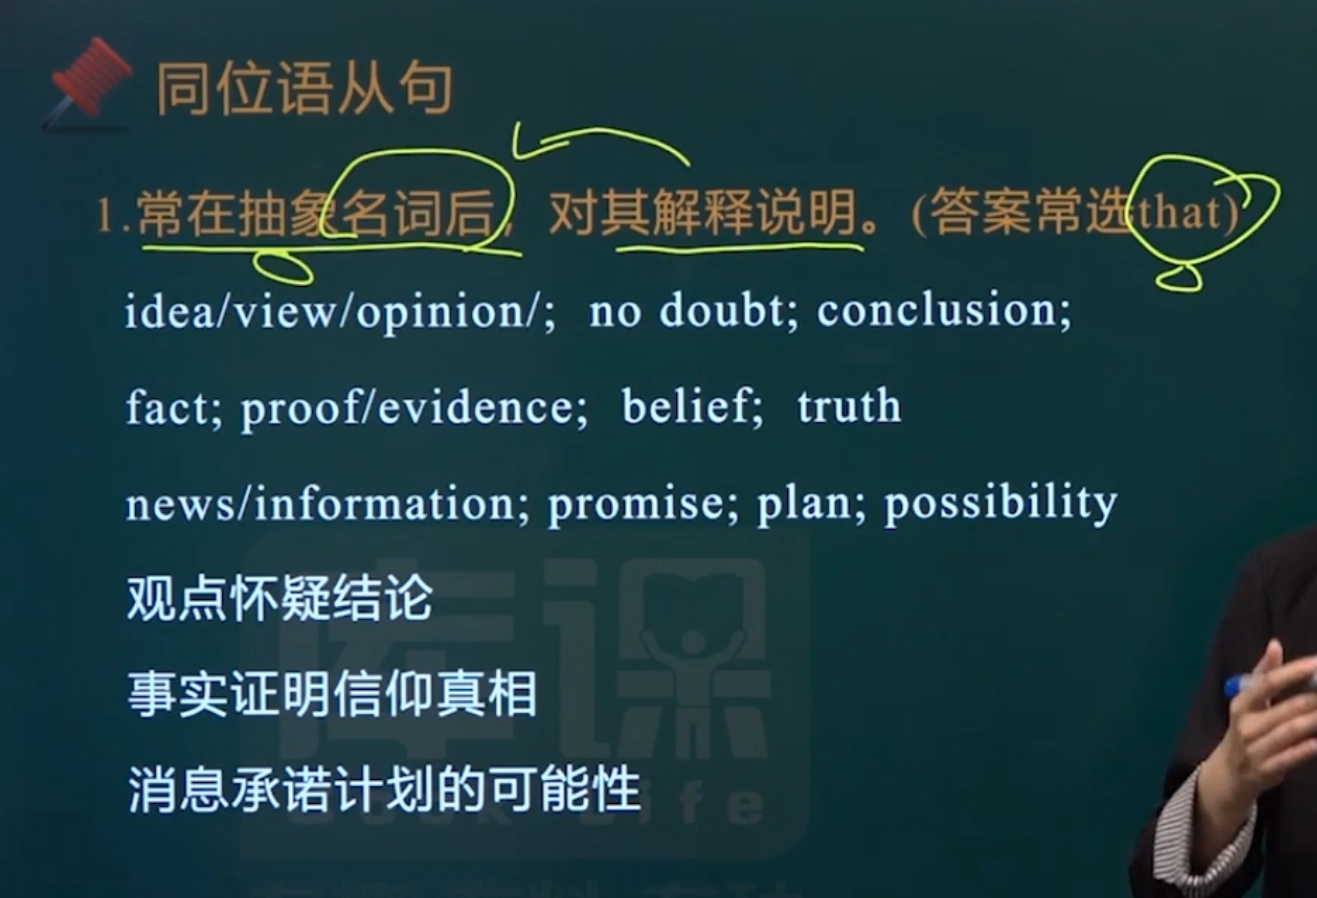 同位语从句
1.常在抽象名词后，对其解释说明。(答案常选that)
idea/view/opinion/; no doubt; conclusion;
fact; proof/evidence; belief; truth
news/information; promise; plan; possibility
观点怀疑结论
事实证明信仰真相
消息承诺计划的可能性
库课